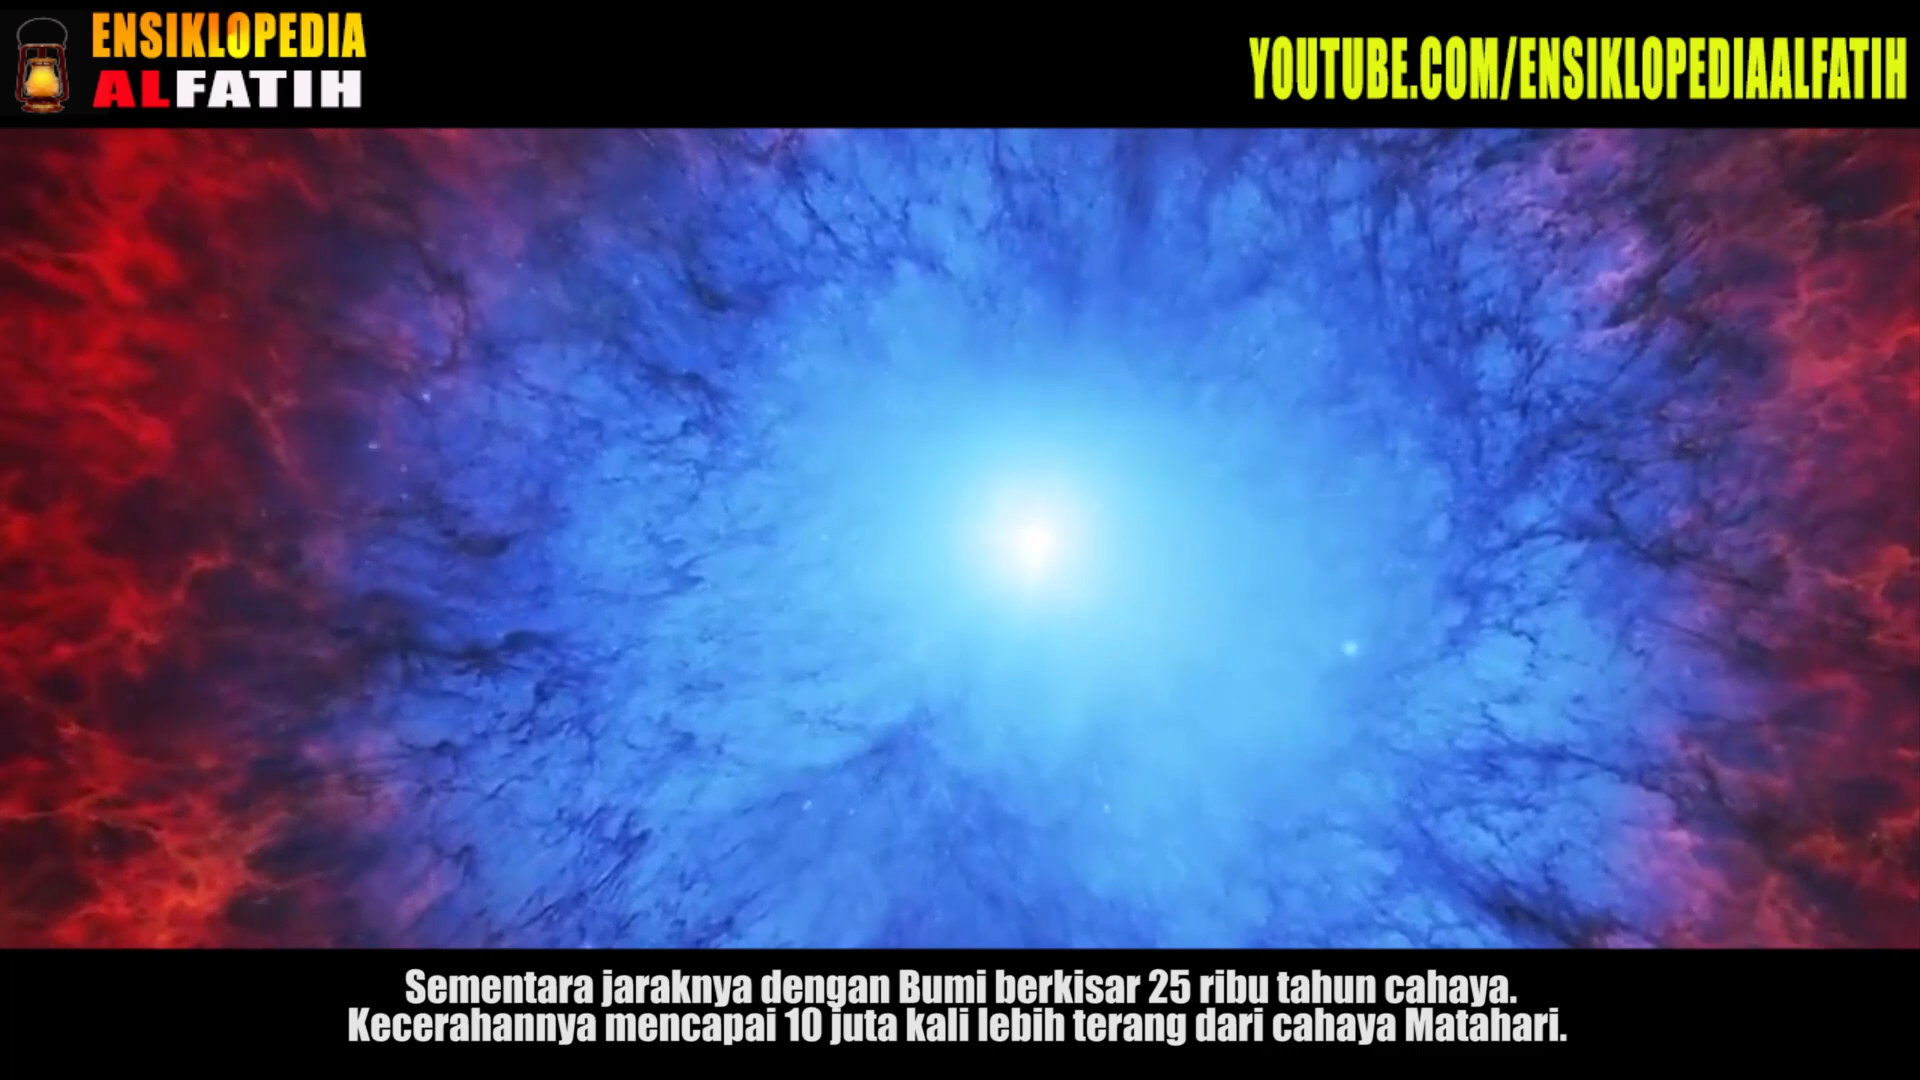 ENSIKLOPEDIA
ALFATIH
YOUTUBE.COM/ENSIKLOPEDIAALFATIH
Sementara jaraknya dengan Bumi berkisar 25 ribu tahun cahaya.
Kecerahannya mencapai 10 juta kali lebih terang dari cahaya Matahari.